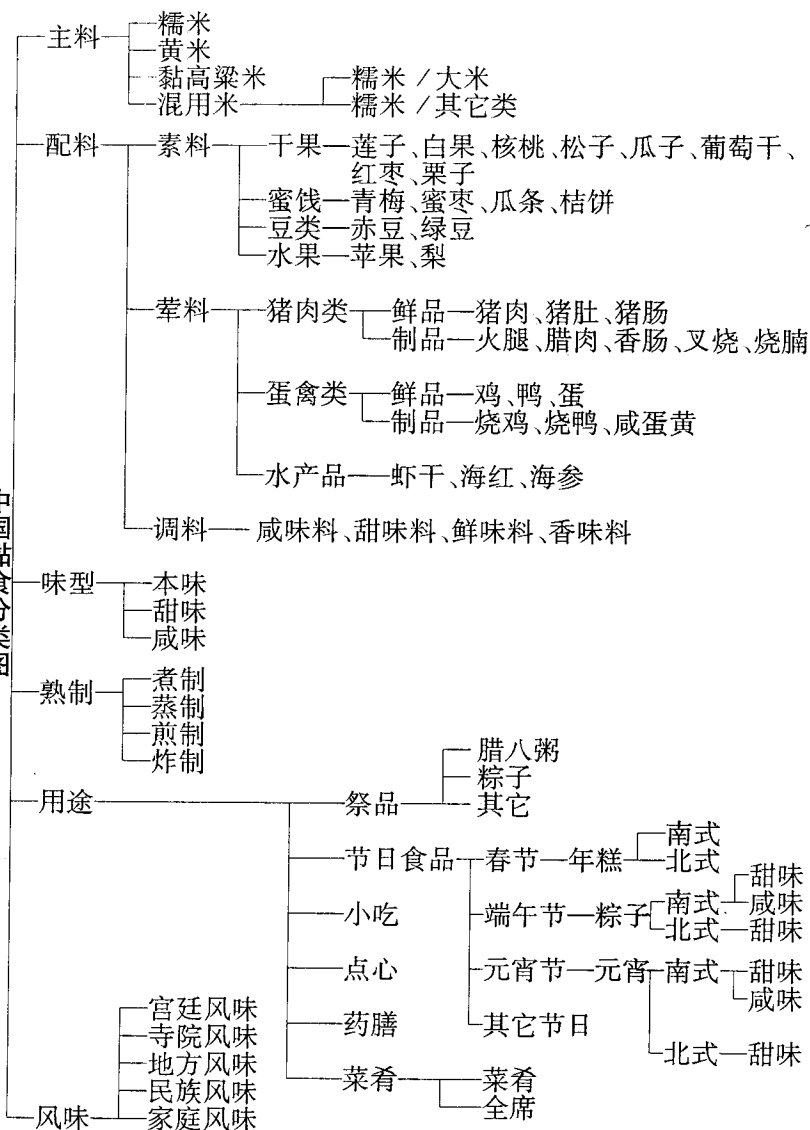 中国黏食分类图
主料
糯米
黄米
黏高粱米
混用米
糯米/大米
糯米/其它类
配料
素料
干果—莲子、白果、核桃、松子、瓜子、葡萄干、
红枣、栗子
蜜饯—青梅、蜜枣、瓜条、桔饼
豆类—赤豆、绿豆
水果—苹果、梨
荤料
猪肉类
鲜品—猪肉、猪肚、猪肠
制品—火腿、腊肉、香肠、叉烧、烧腩
蛋禽类
鲜品—鸡、鸭、蛋
制品—烧鸡、烧鸭、咸蛋黄
水产品—虾干、海红、海参
调料—咸味料、甜味料、鲜味料、香味料
味型
本味
甜味
咸味
熟制
煮制
蒸制
煎制
炸制
用途
祭品
腊八粥
粽子
其它
节日食品
春节—年糕
南式
北式
端午节—粽子
南式
甜味
咸味
北式—甜味
元宵节—元宵
南式
甜味
咸味
北式—甜味
其它节日
小吃
点心
药膳
菜肴
菜肴
全席
风味
宫廷风味
寺院风味
地方风味
民族风味
家庭风味